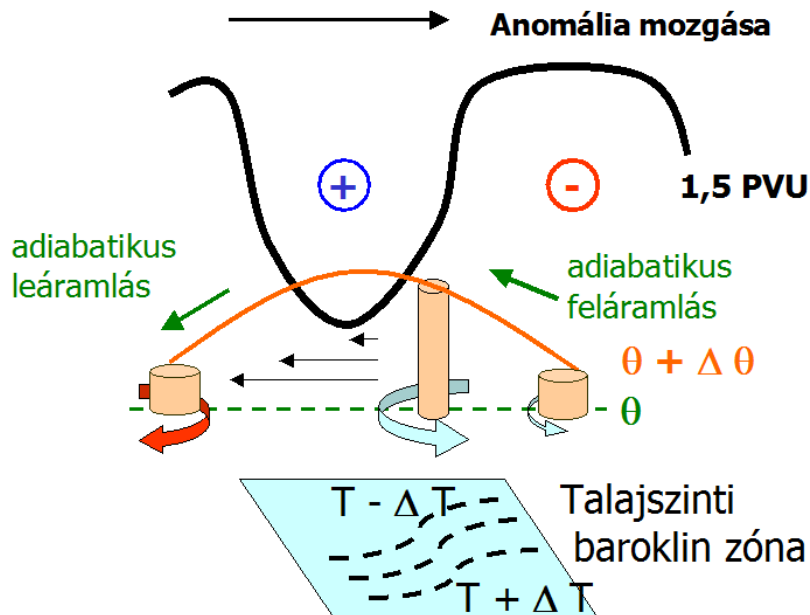 Anomália mozgása
+
-
1,5 PVU
adiabatikus
leáramlás
adiabatikus
feláramlás
θ + Δ θ
θ
T - Δ T
T + Δ T
Talajszinti
baroklin zóna